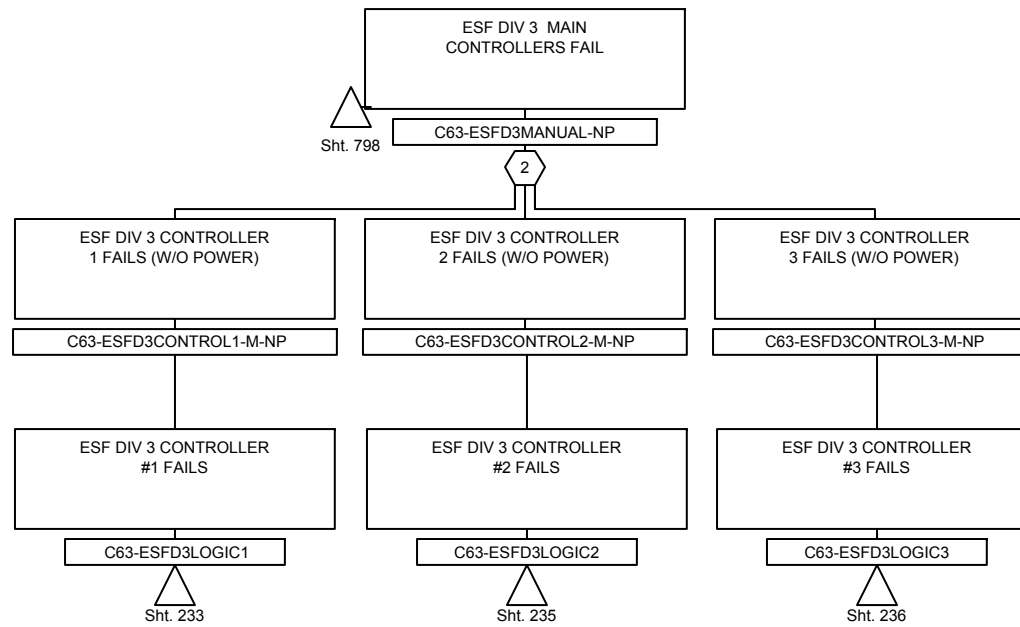 ESF DIV 3 MAIN
CONTROLLERS FAIL
Sht. 798
C63-ESFD3MANUAL-NP
2
ESF DIV 3 CONTROLLER
1 FAILS (W/O POWER)
ESF DIV 3 CONTROLLER
2 FAILS (W/O POWER)
ESF DIV 3 CONTROLLER
3 FAILS (W/O POWER)
C63-ESFD3CONTROL1-M-NP
C63-ESFD3CONTROL2-M-NP
C63-ESFD3CONTROL3-M-NP
ESF DIV 3 CONTROLLER
#1 FAILS
ESF DIV 3 CONTROLLER
#2 FAILS
ESF DIV 3 CONTROLLER
#3 FAILS
C63-ESFD3LOGIC1
C63-ESFD3LOGIC2
C63-ESFD3LOGIC3
Sht. 233
Sht. 235
Sht. 236